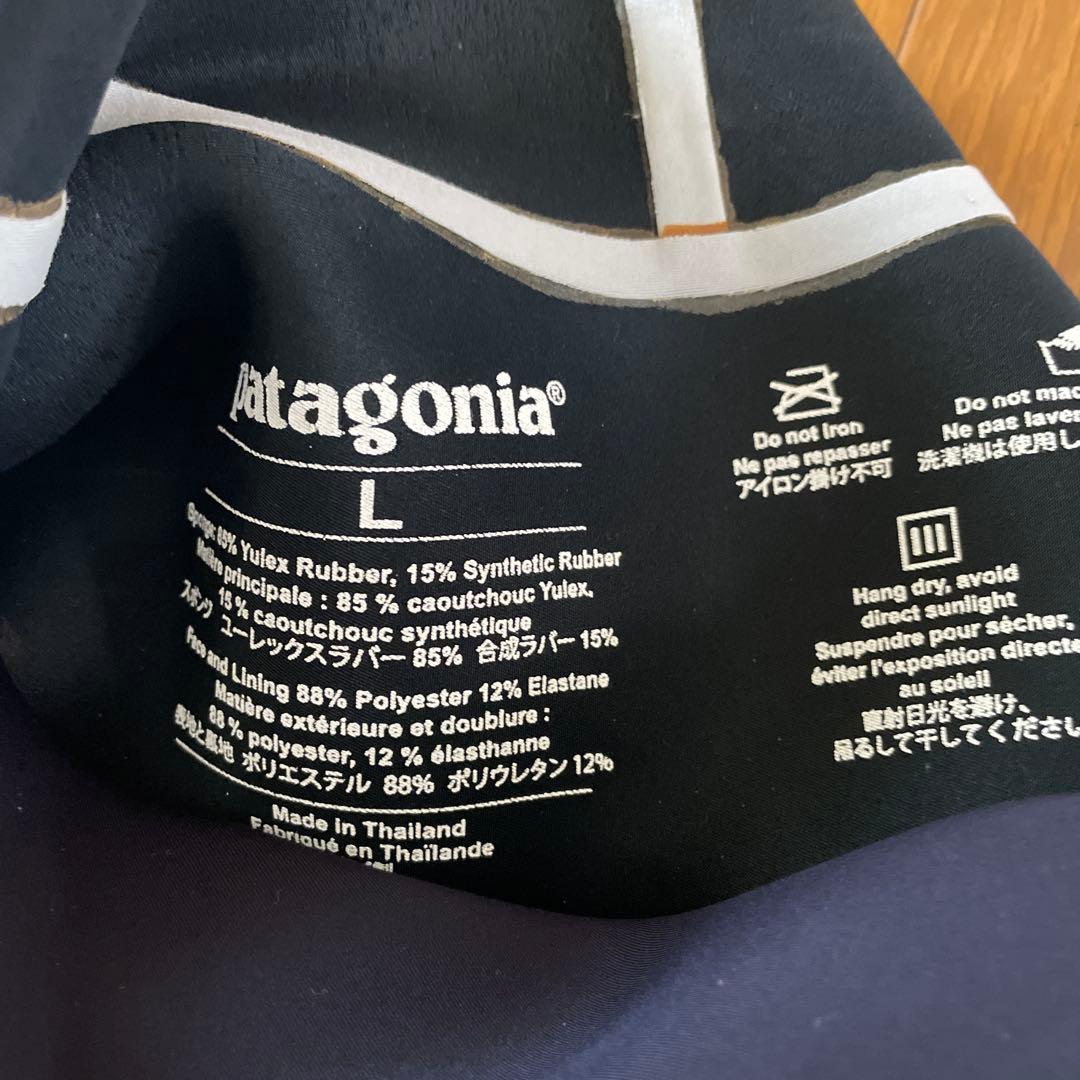 patagonia®
L
Sponge 85% Yulex Rubber, 15% Synthetic Rubber
Matière principale : 85 % caoutchouc Yulex,
15 % caoutchouc synthétique
スポンジ ユーレックスラバー 85% 合成ラバー 15%
Face and Lining 88% Polyester 12% Elastane
Matière extérieure et doublure :
88 % polyester, 12 % élasthanne
表地と裏地 ポリエステル 88% ポリウレタン 12%
Made in Thailand
Fabriqué en Thaïlande
Do not Iron
Ne pas repasser
アイロン掛け不可
Do not mac
Ne pas laver
洗濯機は使用し
Hang dry, avoid
direct sunlight
Suspendre pour sécher,
éviter l'exposition directe
au soleil
直射日光を避け、
吊るして干してください